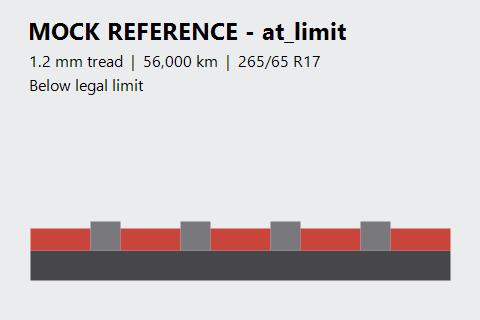 MOCK REFERENCE - at_limit
1.2 mm tread | 56,000 km | 265/65 R17
Below legal limit